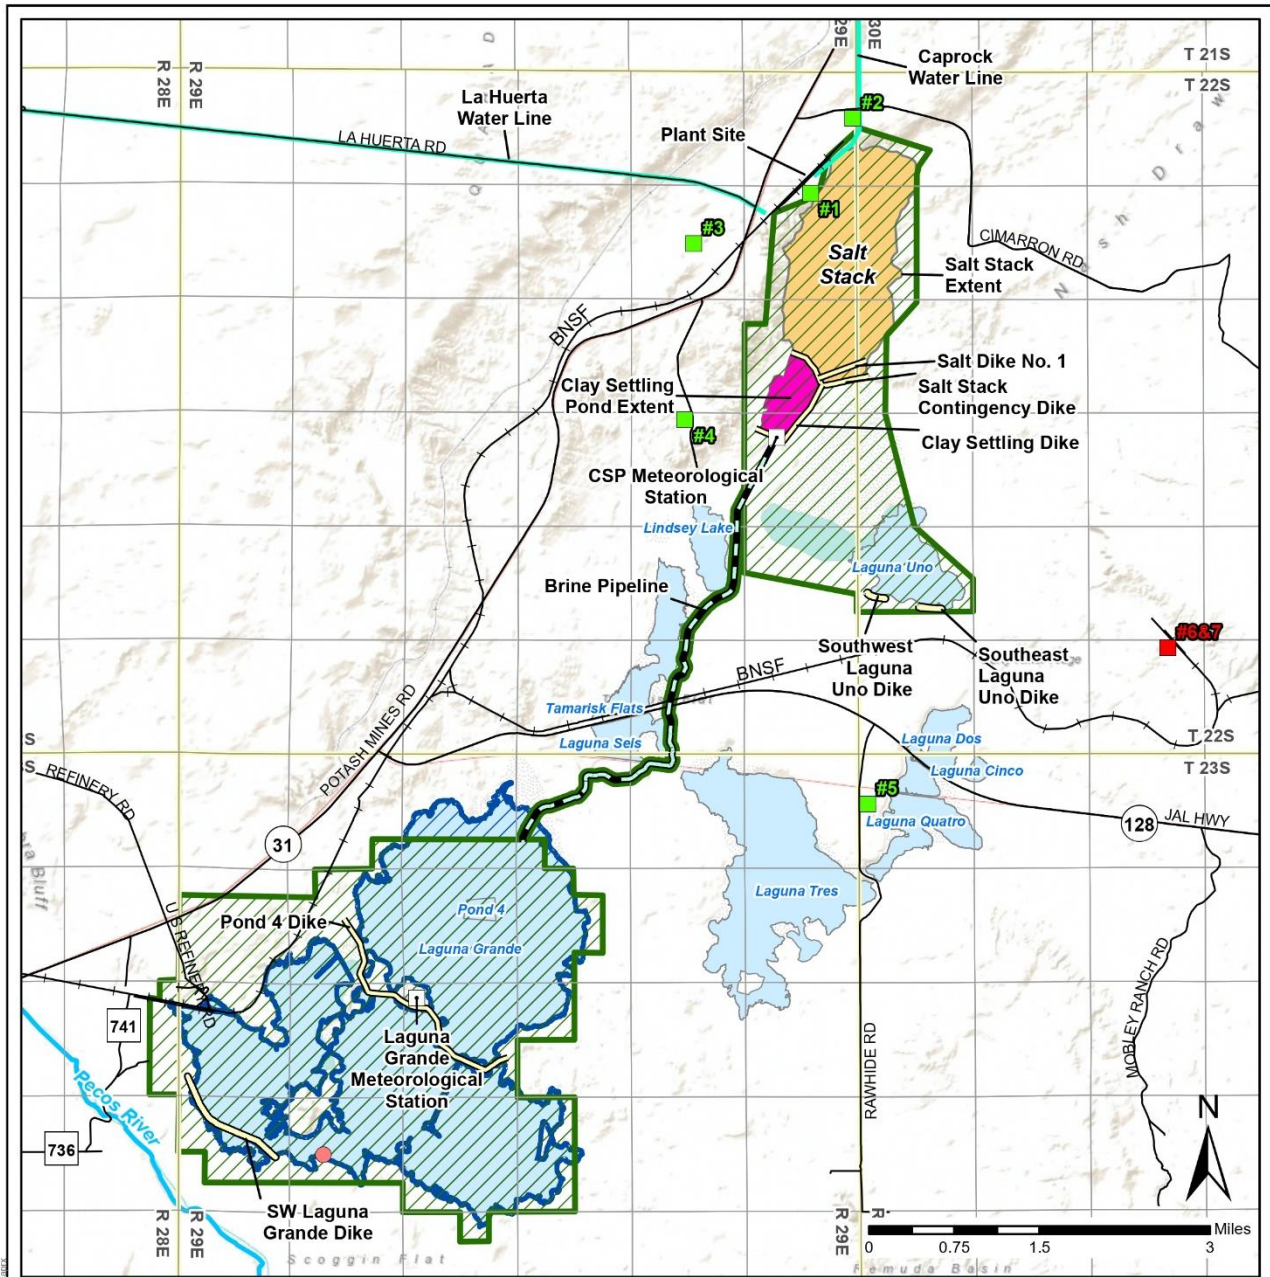 29E
30E
T 21S
T 22S
Caprock
Water Line
R 28E
R 29E
La Huerta
Water Line
#2
Plant Site
LA HUERTA RD
#1
#3
CIMARRON RD
Salt
Stack
Salt Stack
Extent
BNSF
Salt Dike No. 1
Clay Settling
Pond Extent
Salt Stack
Contingency Dike
#4
Clay Settling Dike
CSP Meteorological
Station
Lindsey Lake
Laguna Uno
Brine Pipeline
#6&7
Southwest
Laguna
Uno Dike
Southeast
Laguna
Uno Dike
BNSF
POTASH MINES RD
Tamarisk Flats
Laguna Seis
Laguna Dos
T 22S
T 23S
S
S
Laguna Cinco
REFINERY RD
#5
Laguna Quatro
128
JAL HWY
31
Bluff
Laguna Tres
Pond 4
Pond 4 Dike
Laguna Grande
U S REFINERY RD
MOBLEY RANCH RD
741
Laguna
Grande
Meteorological
Station
RAWHIDE RD
Pecos River
736
N
SW Laguna
Grande Dike
R 28E
R 29E
R 29E
R
Miles
0
0.75
1.5
3
Scoggin Flat